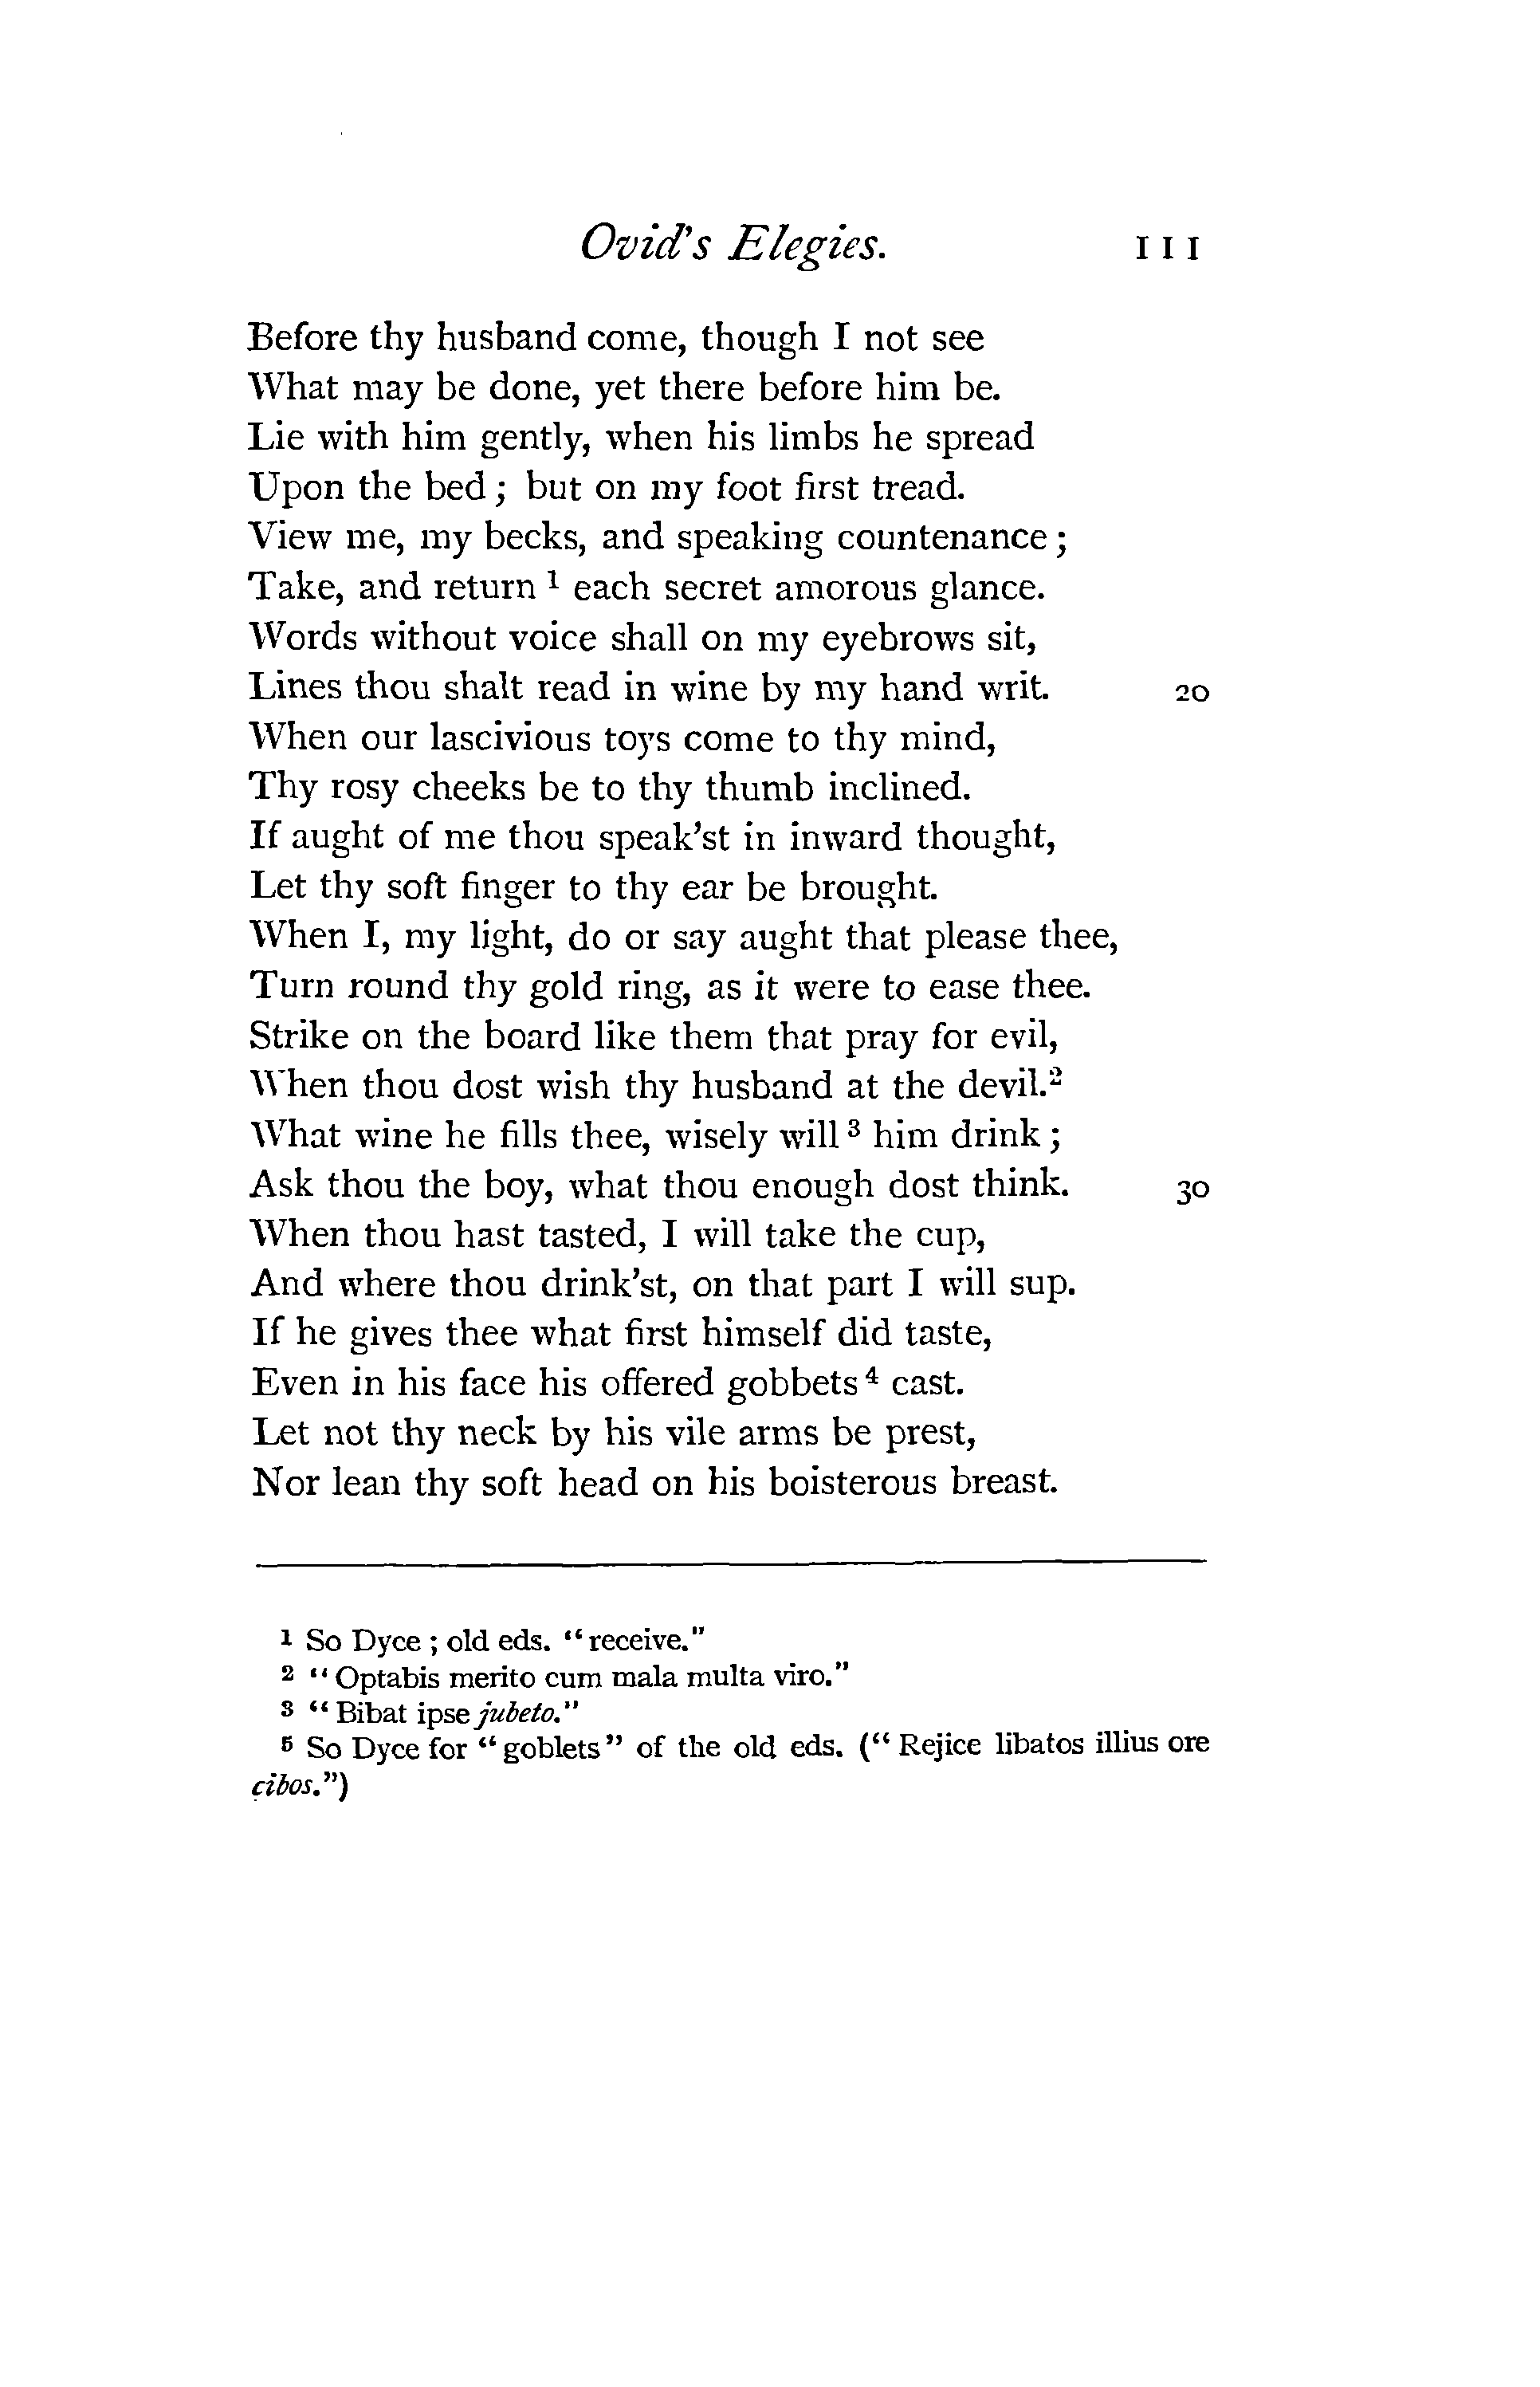 Ovid's Elegies. 111
Before thy husband come, though I not see
What may be done, yet there before him be.
Lie with him gently, when his limbs he spread
Upon the bed ; but on my foot first tread.
View me, my becks, and speaking countenance ;
Take, and return ¹ each secret amorous glance.
Words without voice shall on my eyebrows sit,
Lines thou shalt read in wine by my hand writ. 20
When our lascivious toys come to thy mind,
Thy rosy cheeks be to thy thumb inclined.
If aught of me thou speak'st in inward thought,
Let thy soft finger to thy ear be brought.
When I, my light, do or say aught that please thee,
Turn round thy gold ring, as it were to ease thee.
Strike on the board like them that pray for evil,
When thou dost wish thy husband at the devil.²
What wine he fills thee, wisely will ³ him drink ;
Ask thou the boy, what thou enough dost think. 30
When thou hast tasted, I will take the cup,
And where thou drink'st, on that part I will sup.
If he gives thee what first himself did taste,
Even in his face his offered gobbets ⁴ cast.
Let not thy neck by his vile arms be prest,
Nor lean thy soft head on his boisterous breast.
¹ So Dyce ; old eds. "receive."
² "Optabis merito cum mala multa viro."
³ "Bibat ipse jubeto."
⁵ So Dyce for "goblets" of the old eds. ("Rejice libatos illius ore
cibos.")